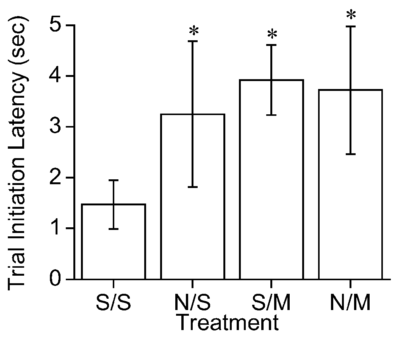 5
4
3
2
1
0
Trial Initiation Latency (sec)
* * *
S/S N/S S/M N/M
Treatment